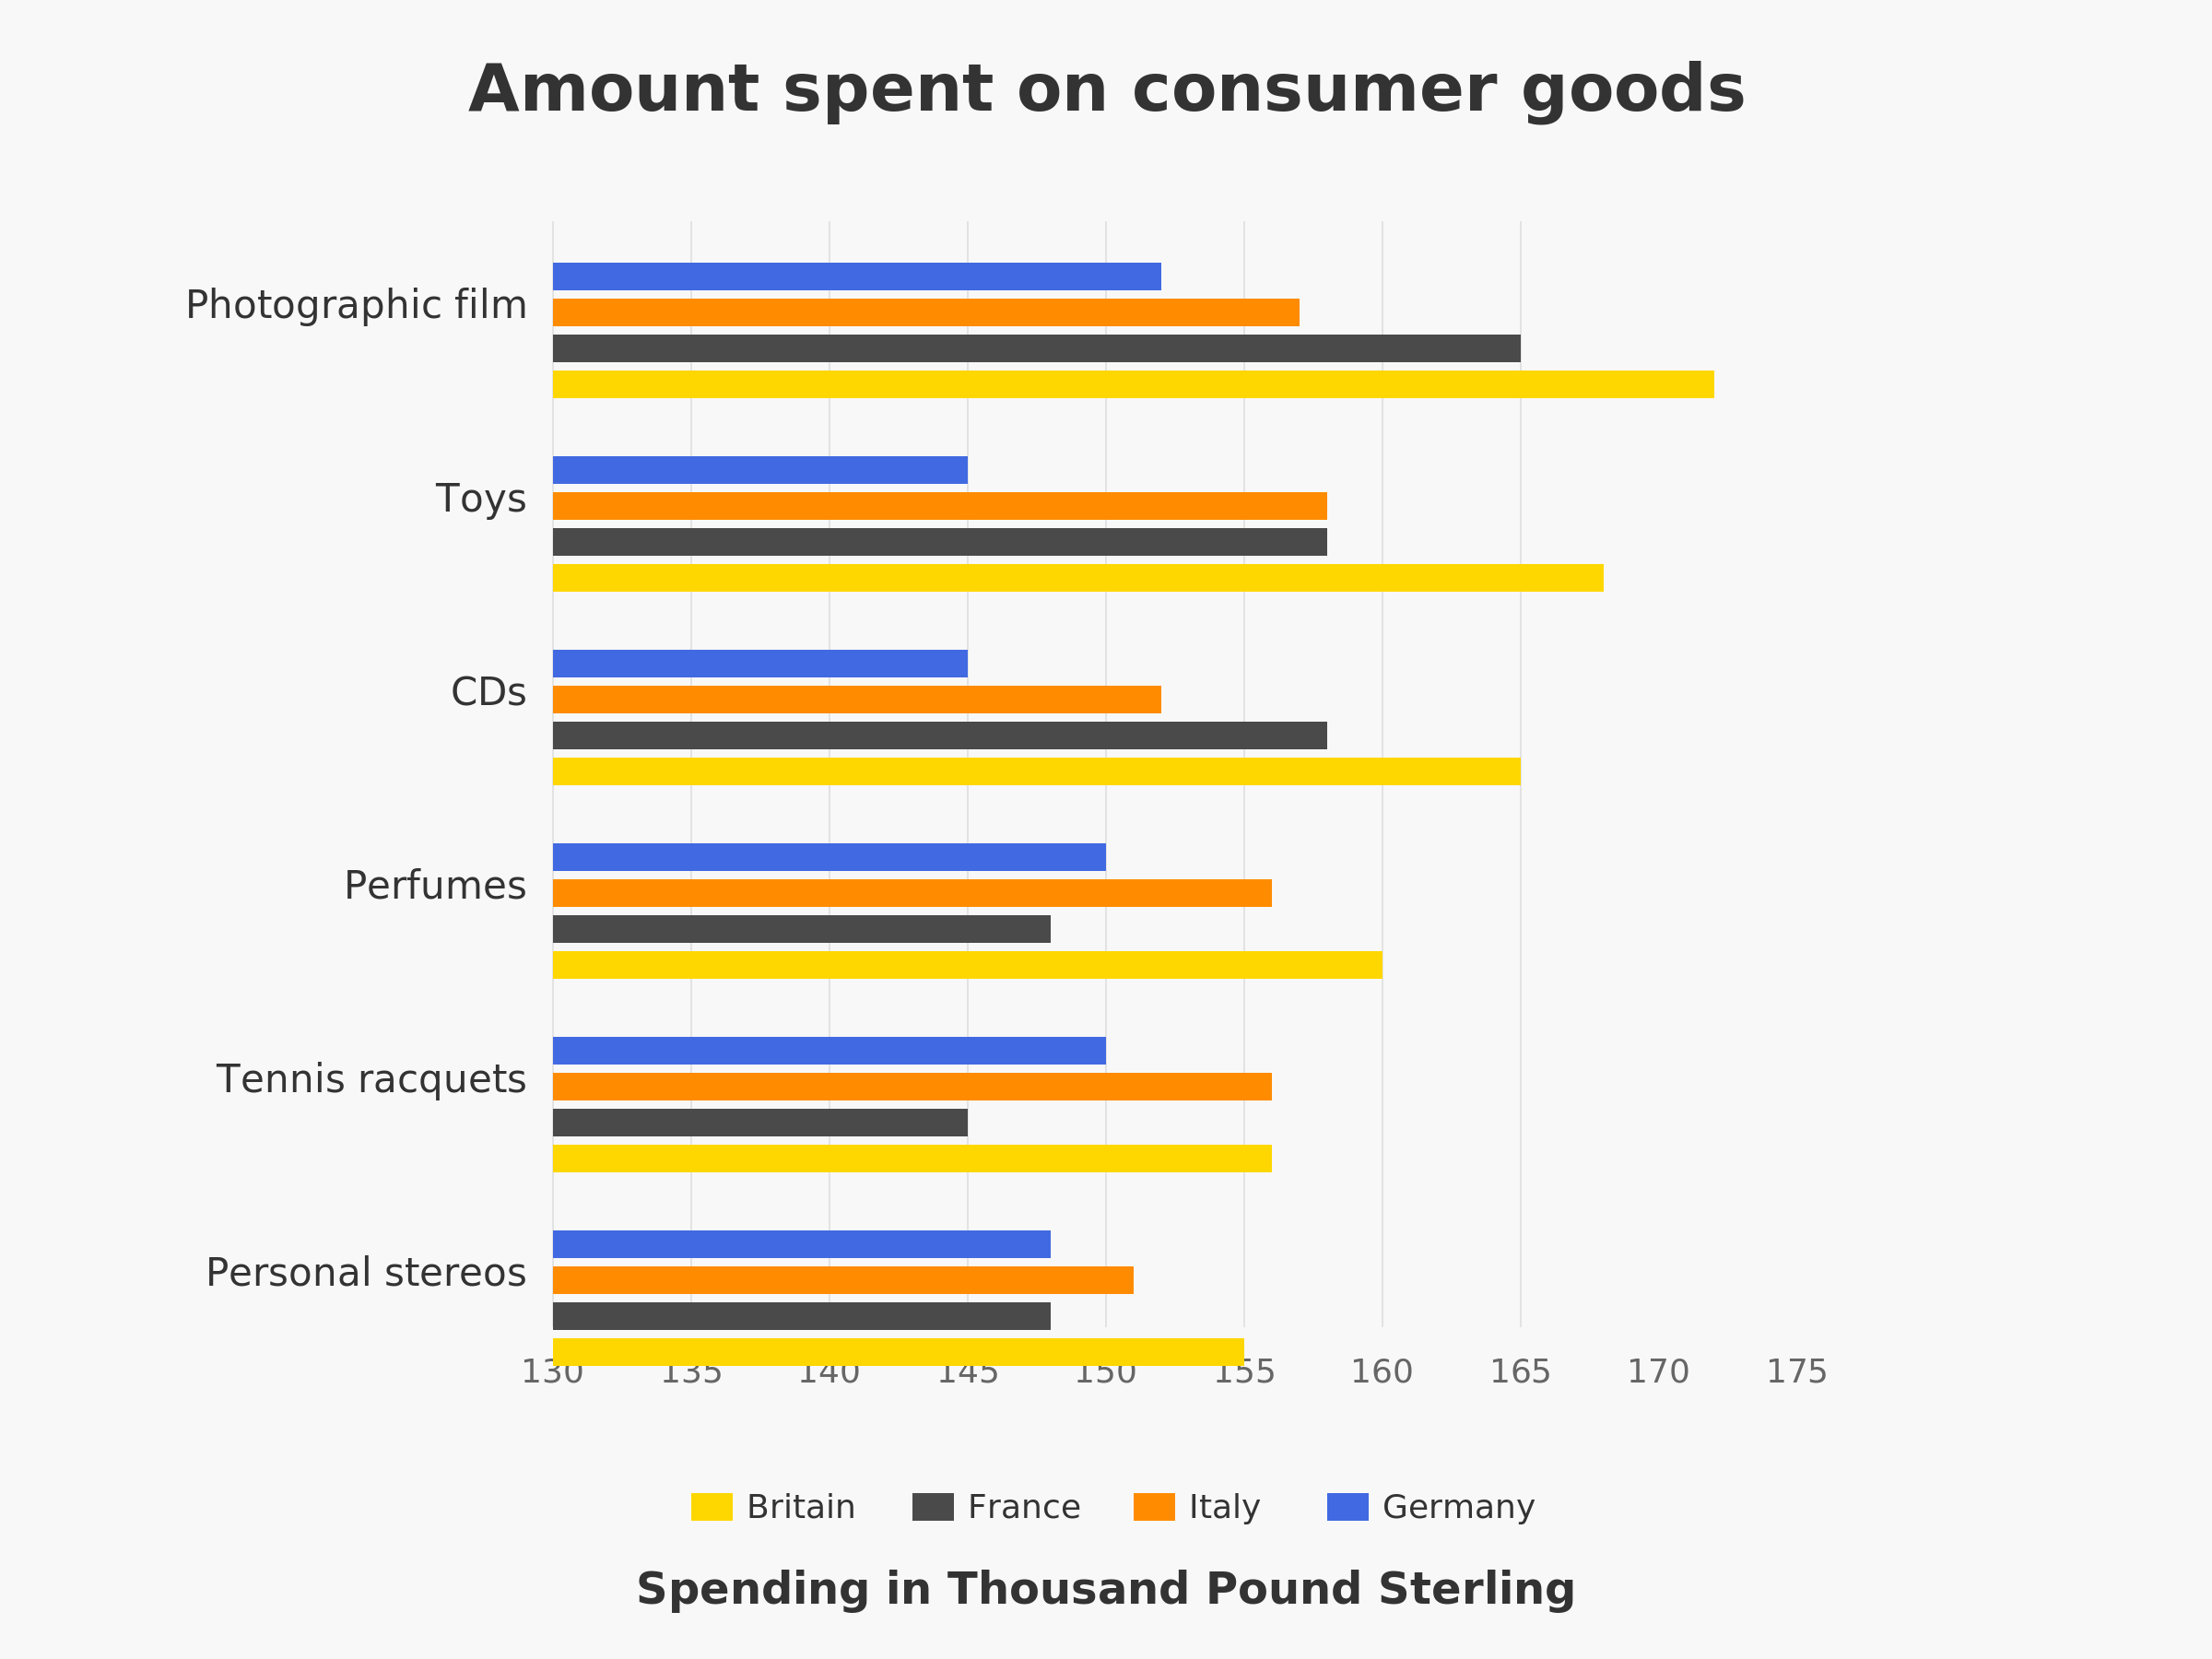 Amount spent on consumer goods
Photographic film
Toys
CDs
Perfumes
Tennis racquets
Personal stereos
130 135 140 145 150 155 160 165 170 175
Britain France Italy Germany
Spending in Thousand Pound Sterling